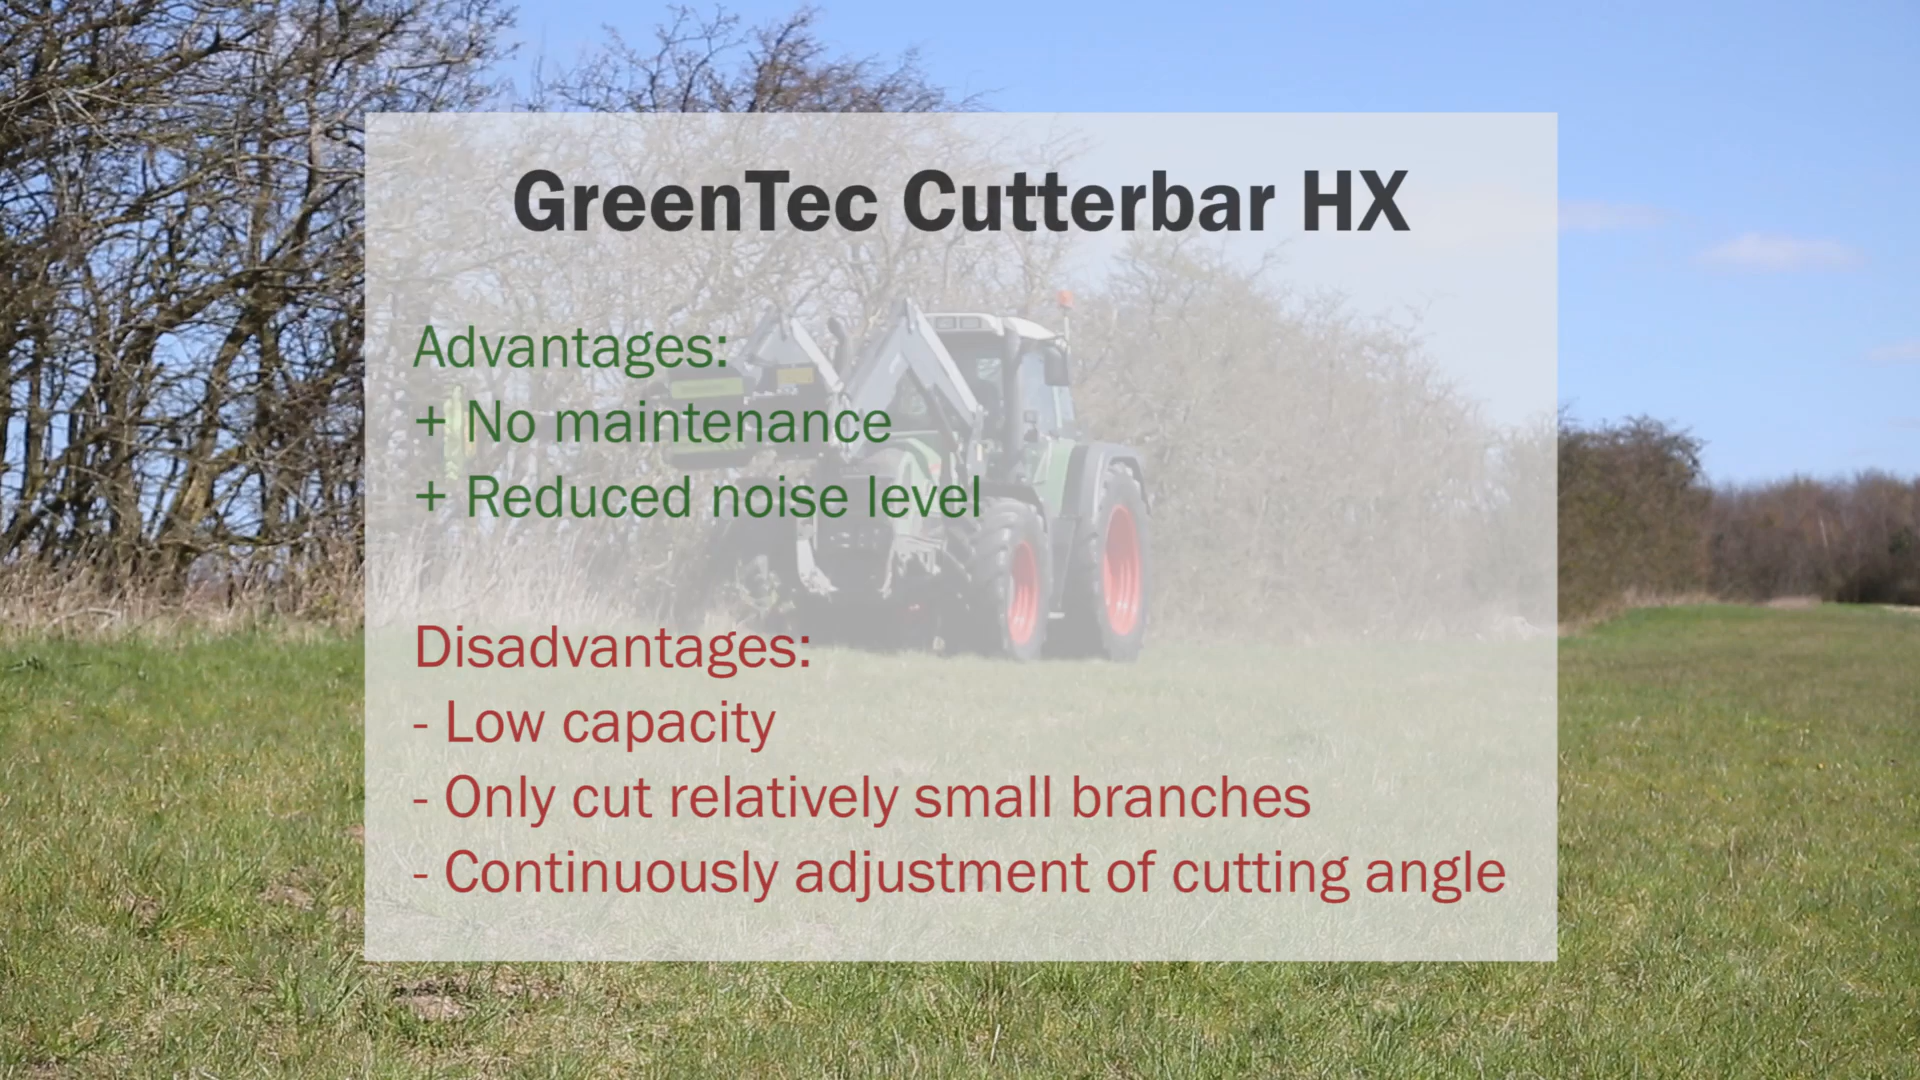 GreenTec Cutterbar HX
Advantages:
+ No maintenance
+ Reduced noise level
Disadvantages:
- Low capacity
- Only cut relatively small branches
- Continuously adjustment of cutting angle